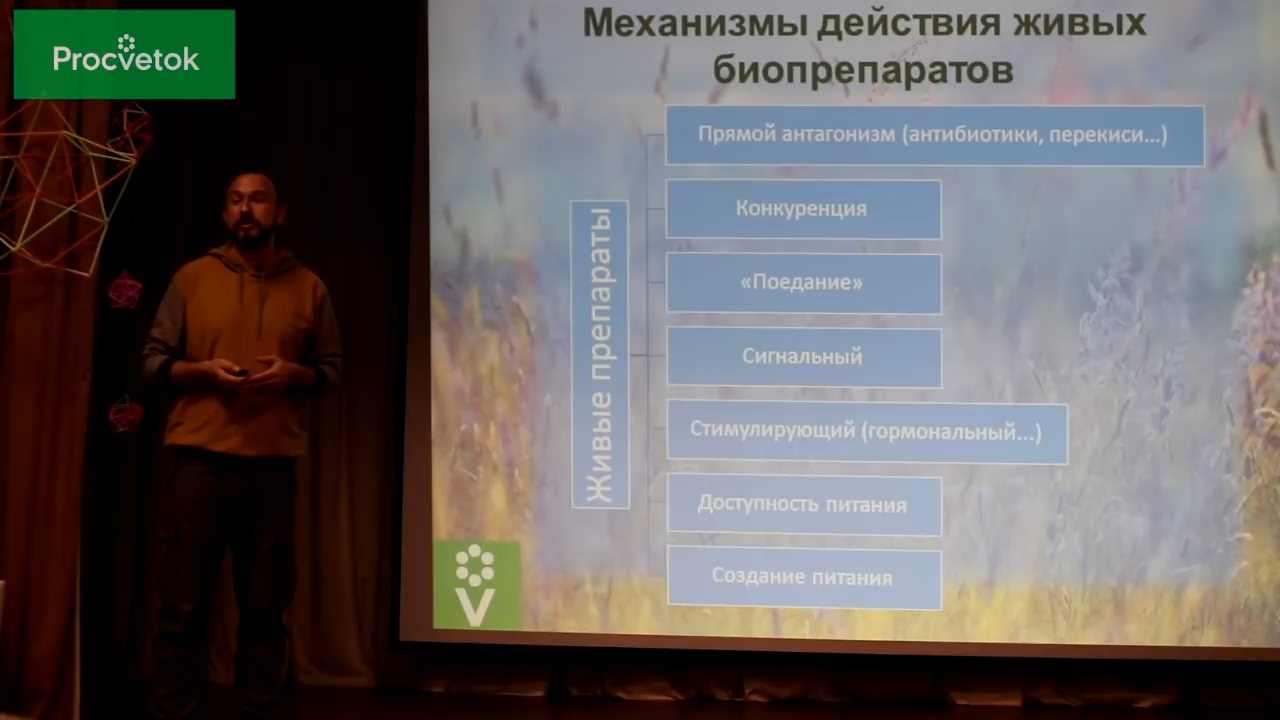 Procvetok
Механизмы действия живых
биопрепаратов
Живые препараты
Прямой антагонизм (антибиотики, перекиси...)
Конкуренция
«Поедание»
Сигнальный
Стимулирующий (гормональный...)
Доступность питания
Создание питания
V